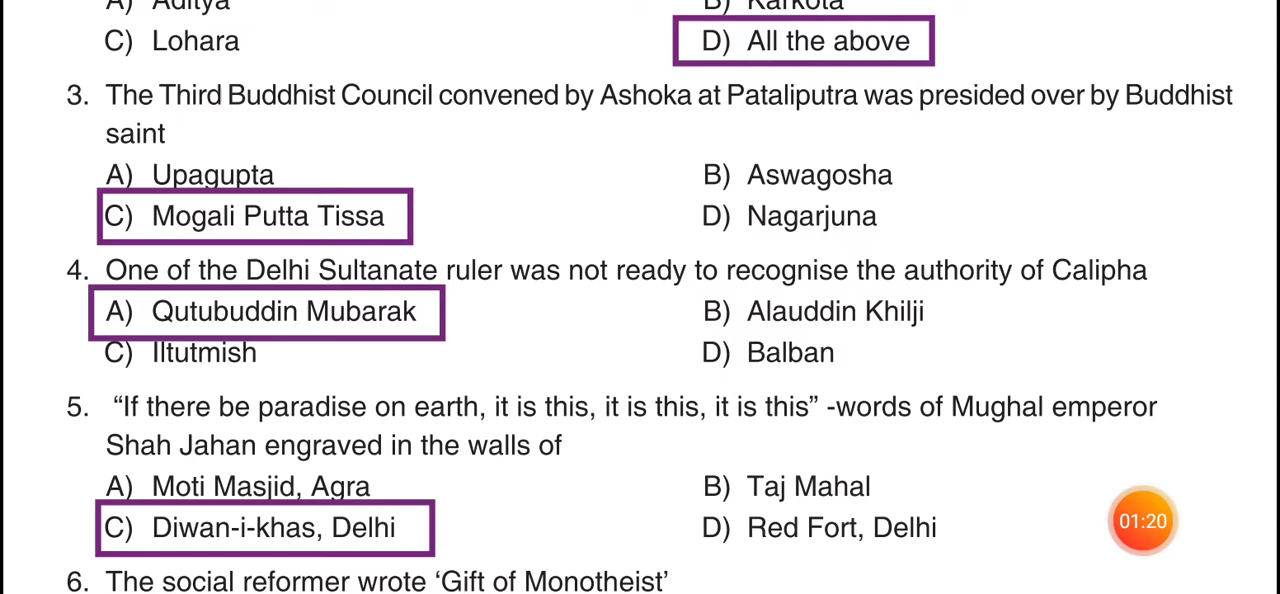 A) Aditya B) Karkota
C) Lohara D) All the above
3. The Third Buddhist Council convened by Ashoka at Pataliputra was presided over by Buddhist
saint
A) Upagupta B) Aswagosha
C) Mogali Putta Tissa D) Nagarjuna
4. One of the Delhi Sultanate ruler was not ready to recognise the authority of Calipha
A) Qutubuddin Mubarak B) Alauddin Khilji
C) Iltutmish D) Balban
5. “If there be paradise on earth, it is this, it is this, it is this” -words of Mughal emperor
Shah Jahan engraved in the walls of
A) Moti Masjid, Agra B) Taj Mahal
C) Diwan-i-khas, Delhi D) Red Fort, Delhi
01:20
6. The social reformer wrote ‘Gift of Monotheist’